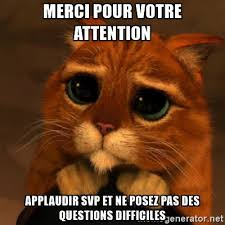 MERCI POUR VOTRE
ATTENTION
APPLAUDIR SVP ET NE POSEZ PAS DES
QUESTIONS DIFFICILES
generator.net